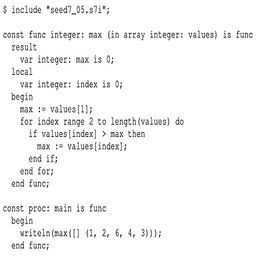 $ include "seed7_05.s7i";

const func integer: max (in array integer: values) is func
  result
    var integer: max is 0;
  local
    var integer: index is 0;
  begin
    max := values[1];
    for index range 2 to length(values) do
      if values[index] > max then
        max := values[index];
      end if;
    end for;
  end func;

const proc: main is func
  begin
    writeln(max([] (1, 2, 6, 4, 3)));
  end func;